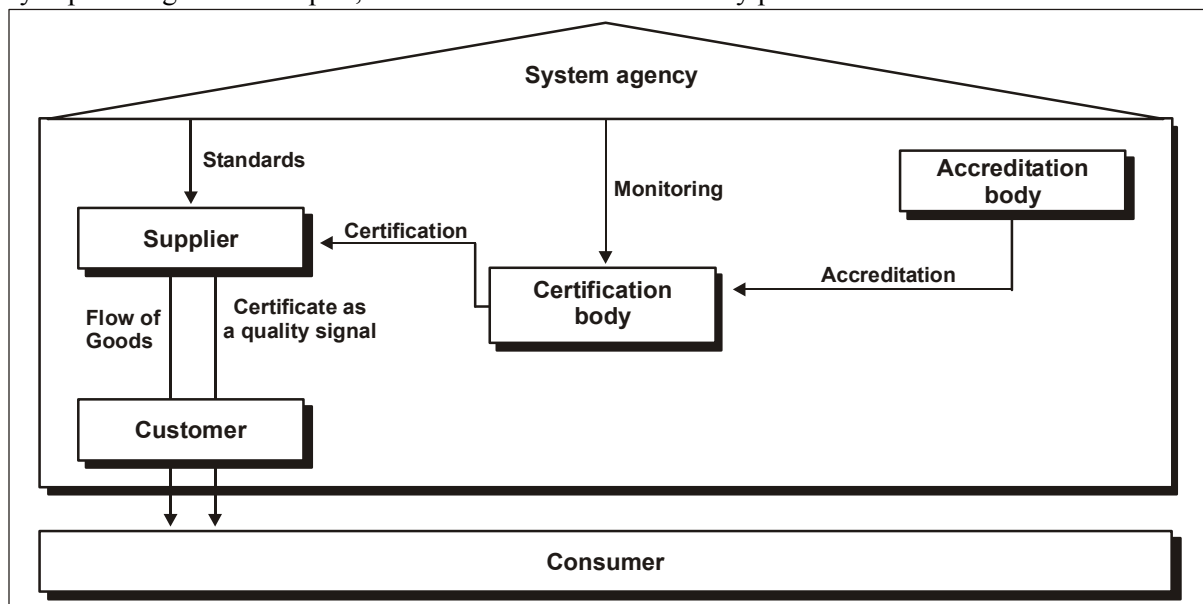 System agency
Standards
Monitoring
Accreditation
body
Supplier
Certification
Accreditation
Certification
body
Flow of
Goods
Certificate as
a quality signal
Customer
Consumer